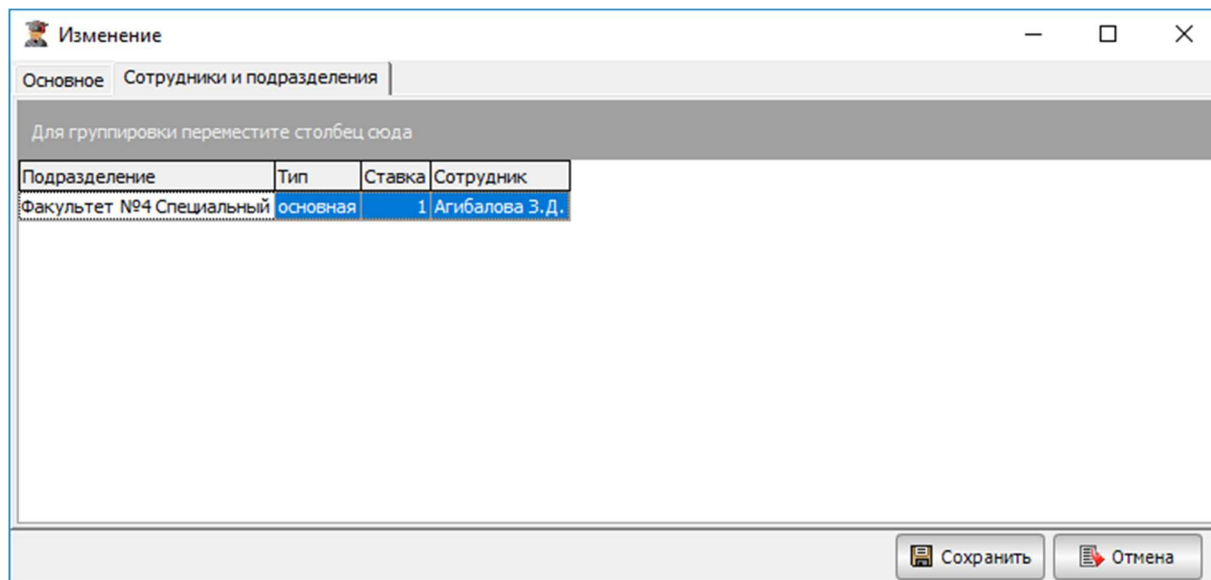 Изменение
Основное Сотрудники и подразделения
Для группировки переместите столбец сюда
Подразделение Тип Ставка Сотрудник
Факультет №4 Специальный основная 1 Агибалова З.Д.
Сохранить Отмена